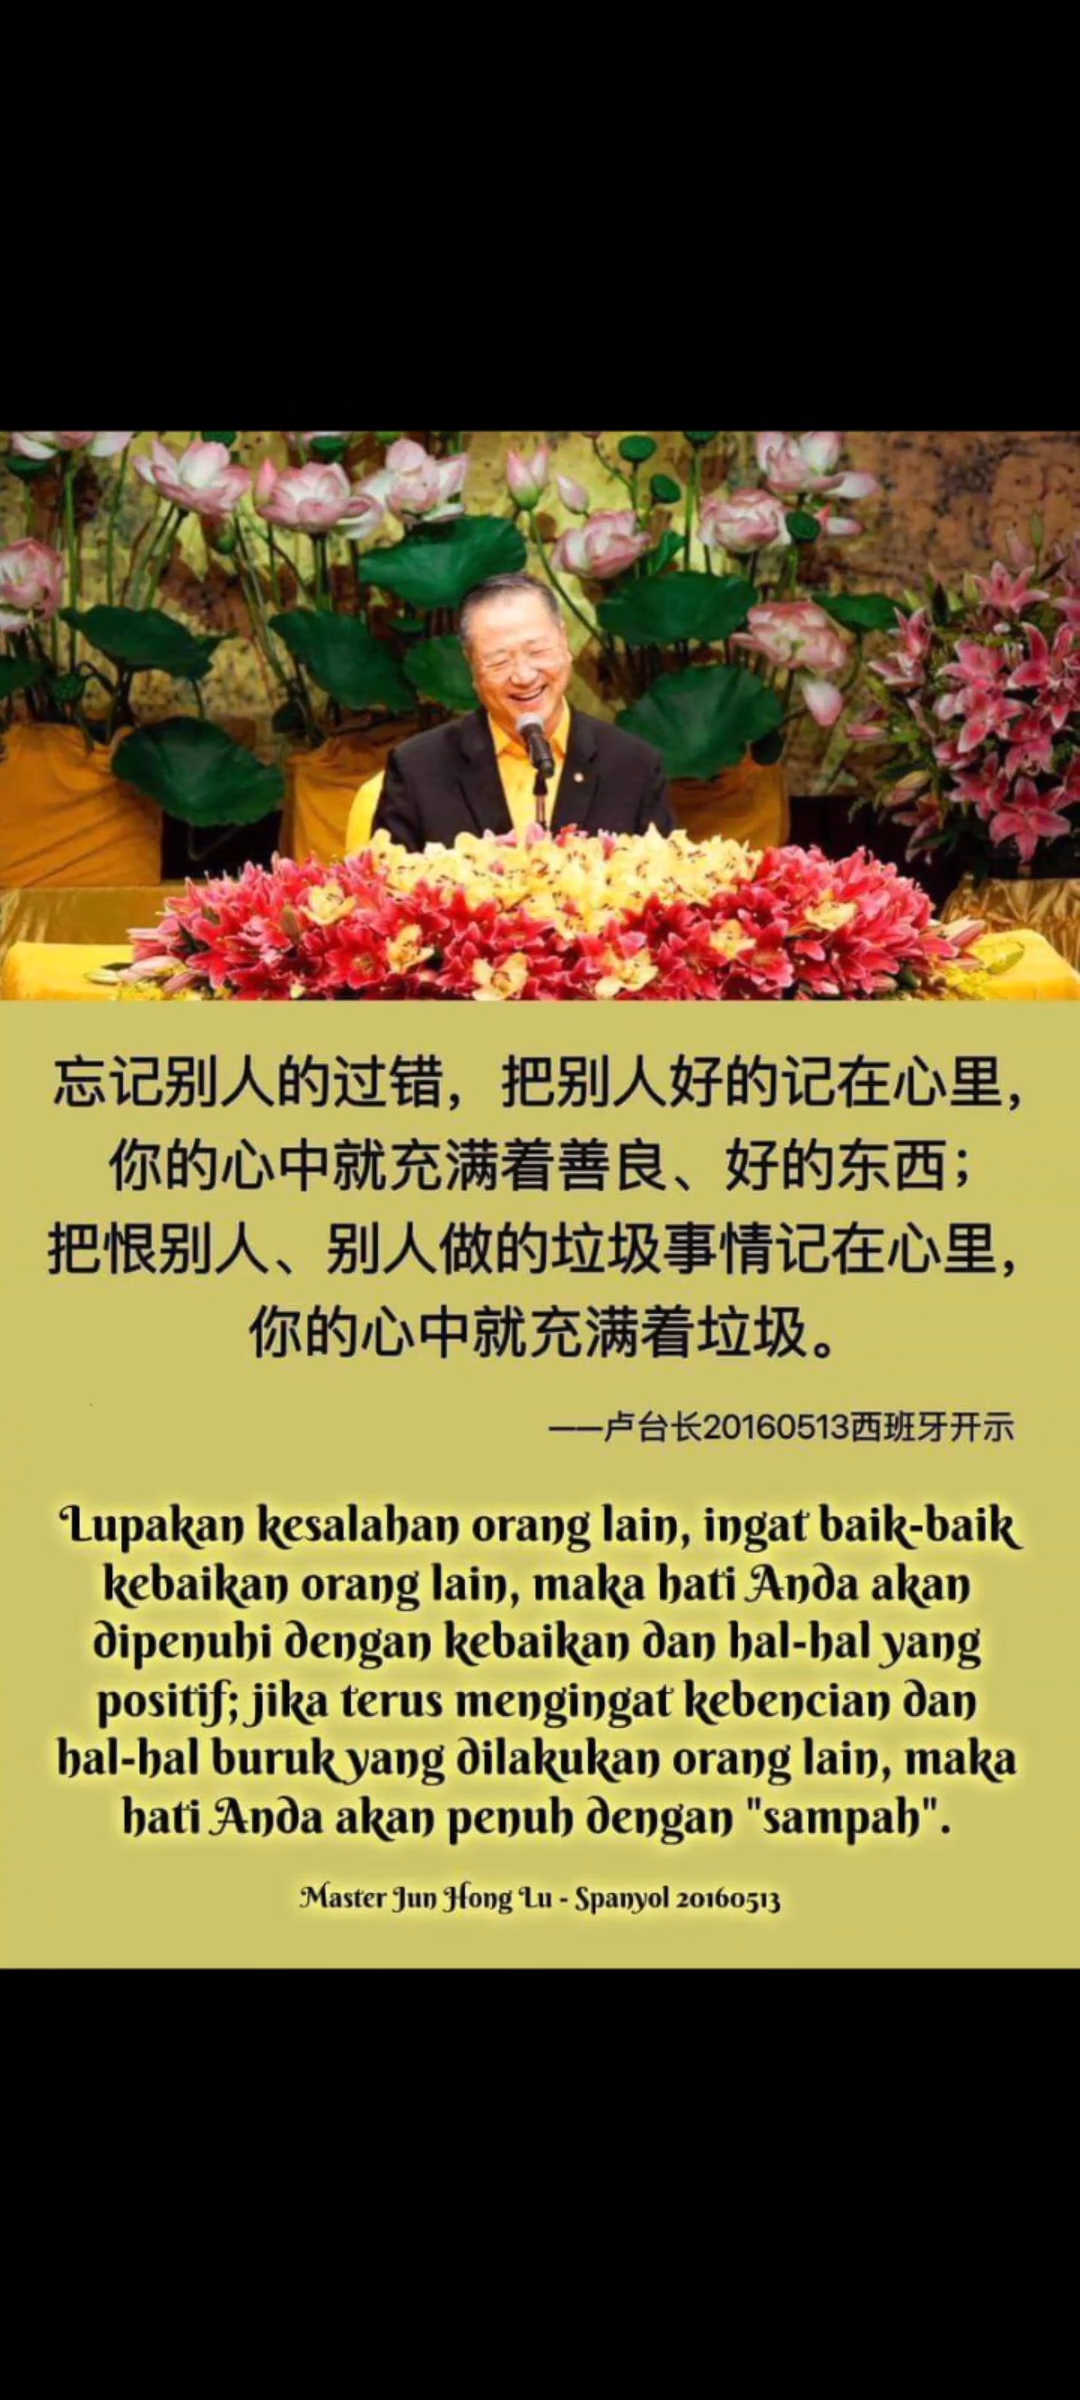 忘记别人的过错，把别人好的记在心里，
你的心中就充满着善良、好的东西；
把恨别人、别人做的垃圾事情记在心里，
你的心中就充满着垃圾。
——卢台长20160513西班牙开示
Lupakan kesalahan orang lain, ingat baik-baik
kebaikan orang lain, maka hati Anda akan
dipenuhi dengan kebaikan dan hal-hal yang
positif; jika terus mengingat kebencian dan
hal-hal buruk yang dilakukan orang lain, maka
hati Anda akan penuh dengan "sampah".
Master Jun Hong Lu - Spanyol 20160513